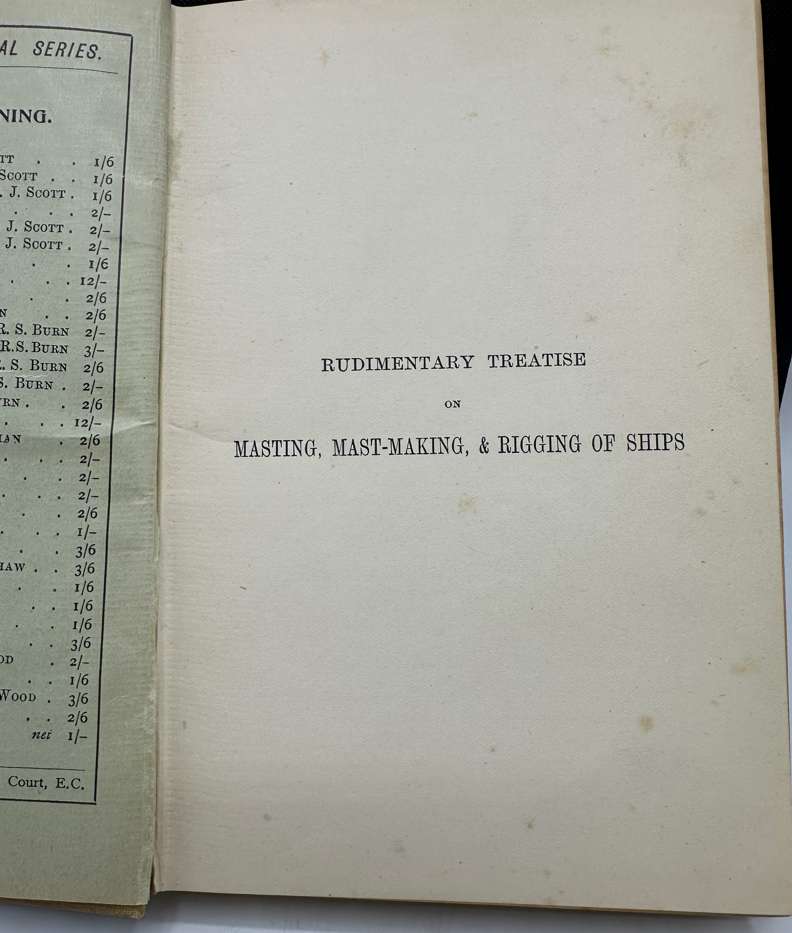 AL SERIES.
NING.
TT . . 1/6
SCOTT . . 1/6
. J. SCOTT . 1/6
. . . 2/–
J. SCOTT . 2/–
J. SCOTT . 2/–
. . 1/6
. . . 12/–
. . 2/6
N . . 2/6
R. S. BURN 2/–
R. S. BURN 3/–
R. S. BURN 2/6
S. BURN . 2/–
RN . . 2/6
. . . 12/–
AN . 2/6
. . . 2/–
. . 2/–
. . . 2/–
. . 2/6
. . . 1/–
. . 3/6
HAW . . 3/6
. . 1/6
. . 1/6
. . 1/6
. . 3/6
OD . 2/–
. . 1/6
WOOD . 3/6
. . 2/6
net 1/–
Court, E.C.
RUDIMENTARY TREATISE
ON
MASTING, MAST-MAKING, & RIGGING OF SHIPS